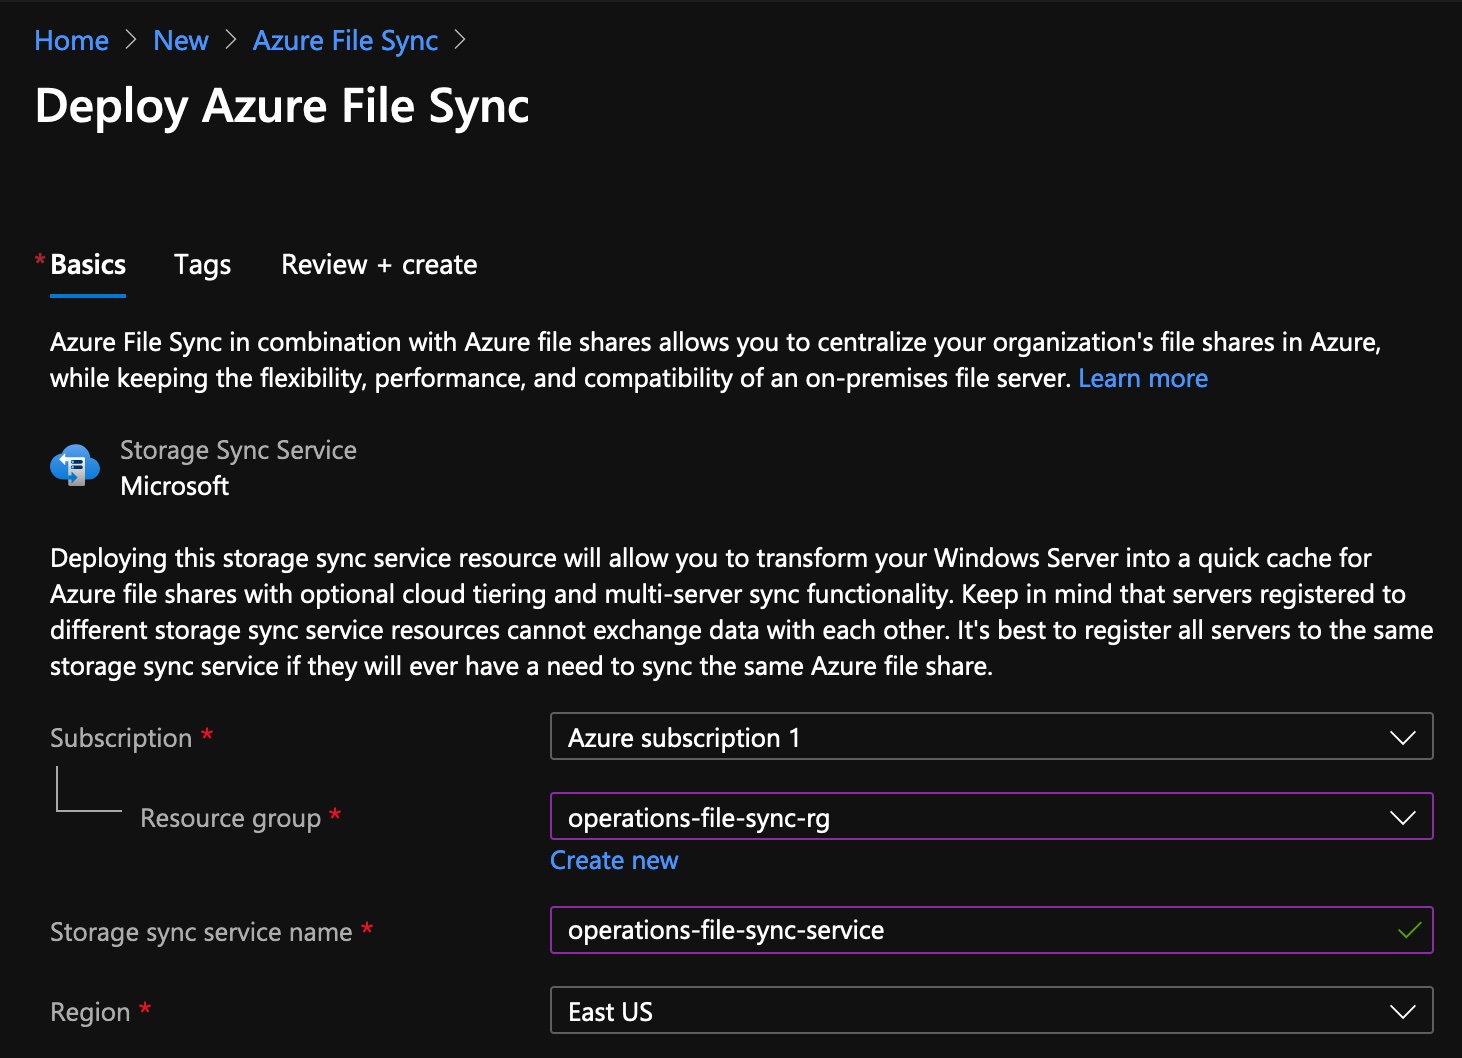 Home > New > Azure File Sync >
Deploy Azure File Sync
* Basics Tags Review + create
Azure File Sync in combination with Azure file shares allows you to centralize your organization's file shares in Azure,
while keeping the flexibility, performance, and compatibility of an on-premises file server. Learn more
Storage Sync Service
Microsoft
Deploying this storage sync service resource will allow you to transform your Windows Server into a quick cache for
Azure file shares with optional cloud tiering and multi-server sync functionality. Keep in mind that servers registered to
different storage sync service resources cannot exchange data with each other. It's best to register all servers to the same
storage sync service if they will ever have a need to sync the same Azure file share.
Subscription * Azure subscription 1
Resource group * operations-file-sync-rg
Create new
Storage sync service name * operations-file-sync-service
Region * East US